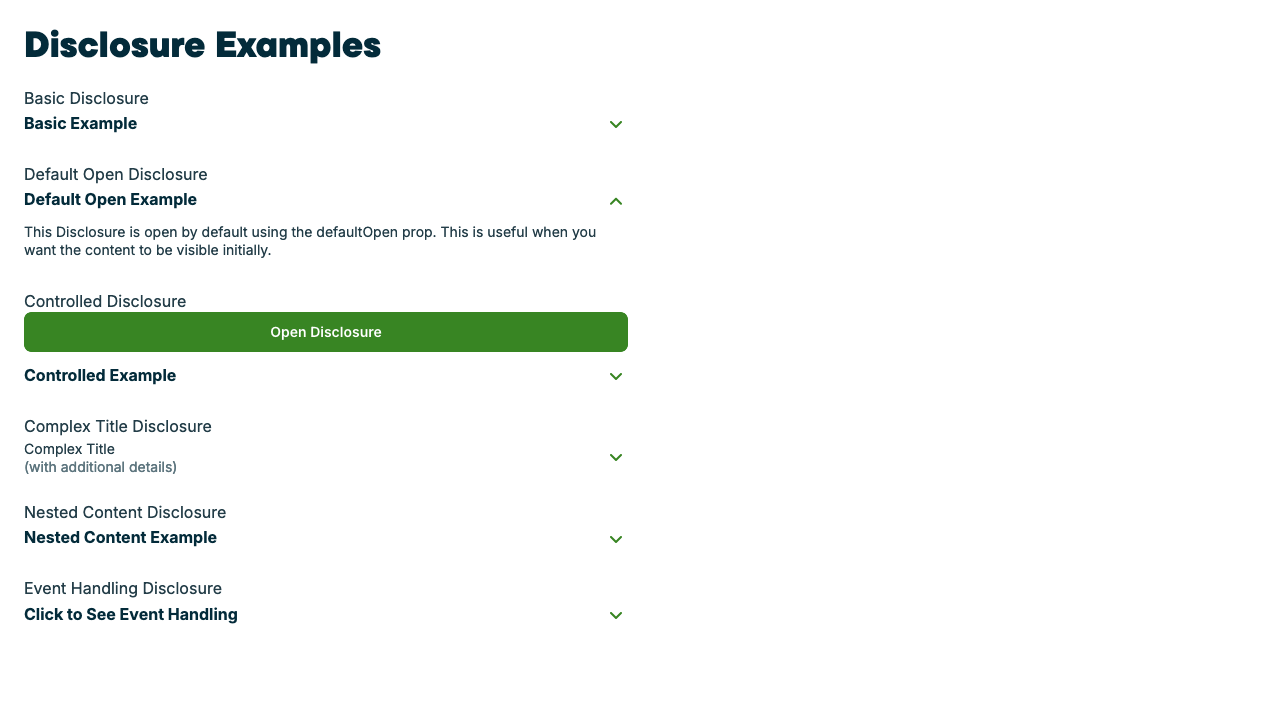 Disclosure Examples
Basic Disclosure
Basic Example
Default Open Disclosure
Default Open Example
This Disclosure is open by default using the defaultOpen prop. This is useful when you
want the content to be visible initially.
Controlled Disclosure
Open Disclosure
Controlled Example
Complex Title Disclosure
Complex Title
(with additional details)
Nested Content Disclosure
Nested Content Example
Event Handling Disclosure
Click to See Event Handling